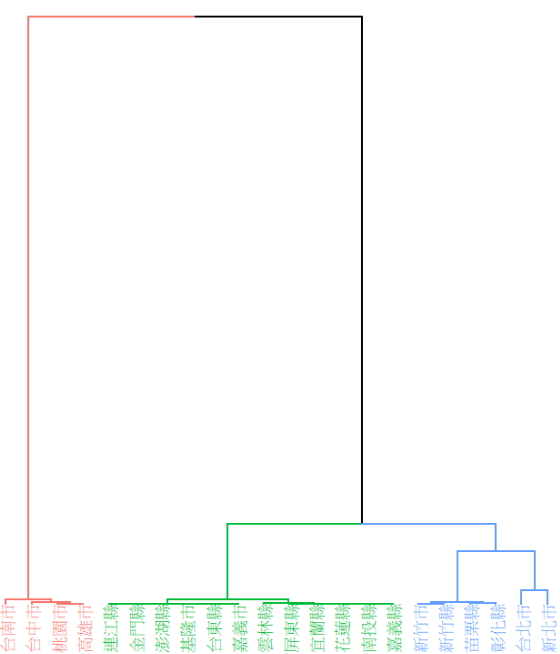 台南市
台中市
桃園市
高雄市
連江縣
金門縣
澎湖縣
基隆市
台東縣
嘉義市
雲林縣
屏東縣
宜蘭縣
花蓮縣
南投縣
嘉義縣
新竹市
新竹縣
苗栗縣
彰化縣
台北市
新北市